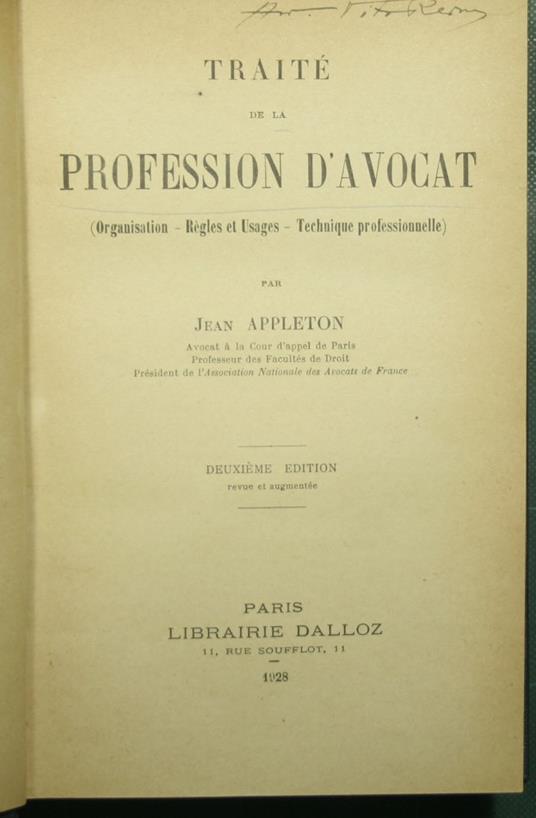 TRAITÉ
DE LA
PROFESSION D'AVOCAT
(Organisation - Règles et Usages - Technique professionnelle)
PAR
JEAN APPLETON
Avocat à la Cour d'appel de Paris
Professeur des Facultés de Droit
Président de l'Association Nationale des Avocats de France
DEUXIÈME EDITION
revue et augmentée
PARIS
LIBRAIRIE DALLOZ
11, RUE SOUFFLOT, 11
1928